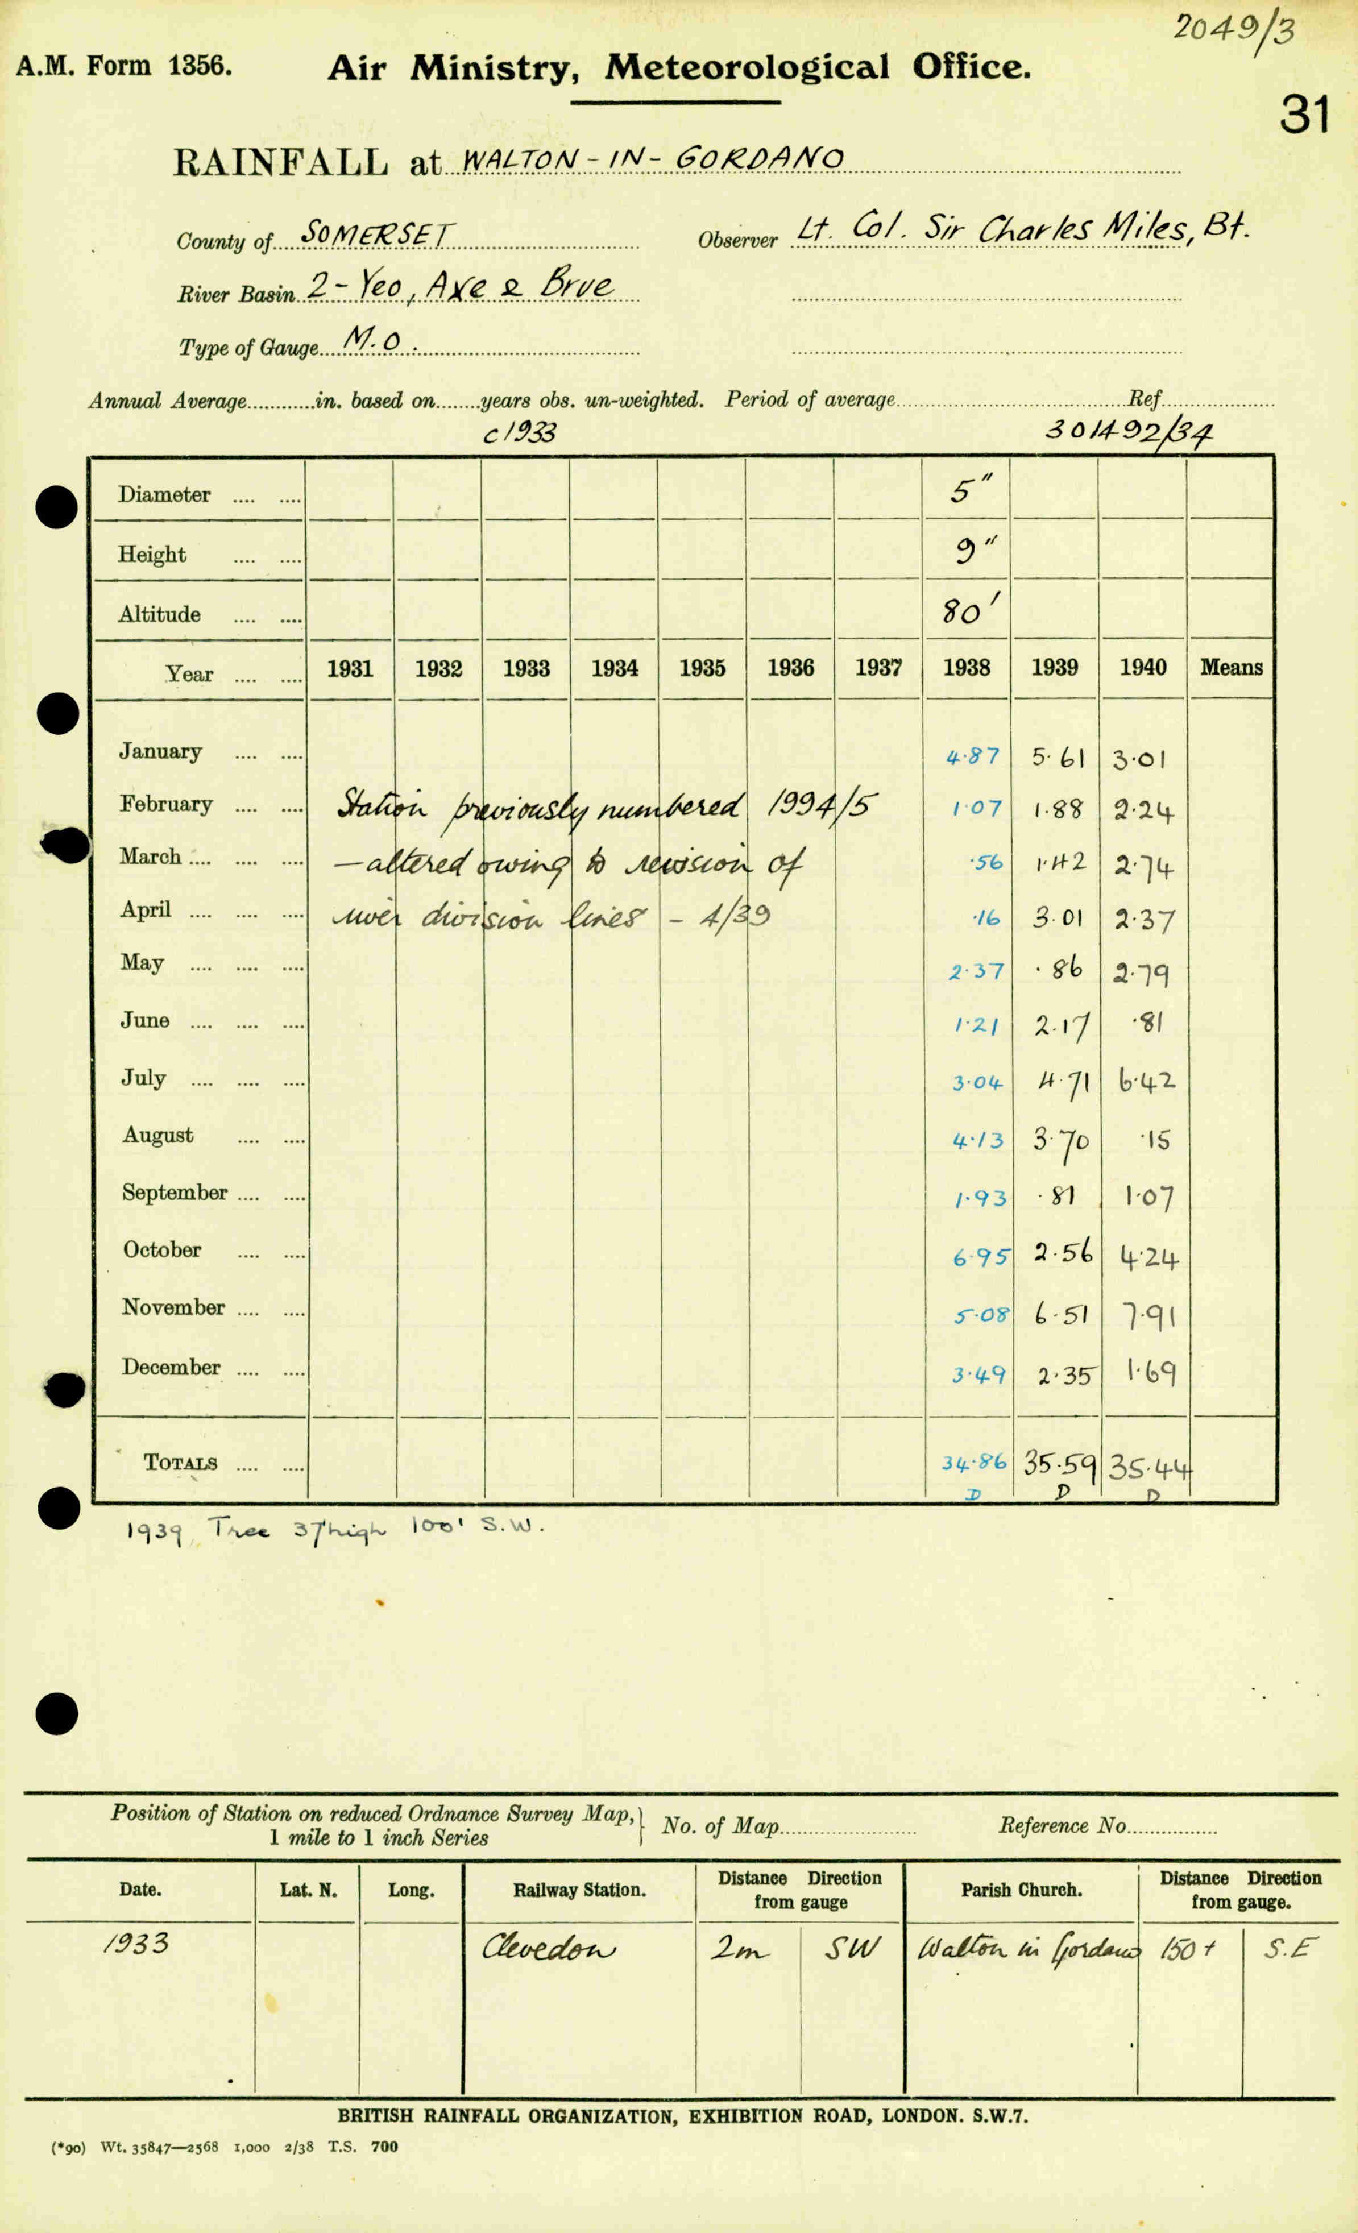 2049/3
A.M. Form 1356. Air Ministry, Meteorological Office.
31
RAINFALL at WALTON-IN-GORDANO
County of SOMERSET Observer Lt. Col. Sir Charles Miles, Bt.
River Basin 2- Yeo, Axe & Brue
Type of Gauge M.O.
Annual Average............in. based on........years obs. un-weighted. Period of average............Ref............
c1933 301492/34
Diameter .... .... 5"
Height .... .... 9"
Altitude .... .... 80'
Year .... .... 1931 1932 1933 1934 1935 1936 1937 1938 1939 1940 Means
January .... .... 4.87 5.61 3.01
February .... .... Station previously numbered 1994/5 1.07 1.88 2.24
March .... .... .... —altered owing to revision of .56 1.42 2.74
April .... .... .... river division lines - 4/39 .16 3.01 2.37
May .... .... .... 2.37 .86 2.79
June .... .... .... 1.21 2.17 .81
July .... .... .... 3.04 4.71 6.42
August .... .... 4.13 3.70 .15
September .... .... 1.93 .81 1.07
October .... .... 6.95 2.56 4.24
November .... .... 5.08 6.51 7.91
December .... .... 3.49 2.35 1.69
TOTALS .... .... 34.86 35.59 35.44
D D D
1939, Tree 37' high 100' S.W.
Position of Station on reduced Ordnance Survey Map, } No. of Map............ Reference No............
1 mile to 1 inch Series
Date. Lat. N. Long. Railway Station. Distance Direction from gauge Parish Church. Distance Direction from gauge.
1933 Clevedon 2m SW Walton in Gordano 150+ S.E
BRITISH RAINFALL ORGANIZATION, EXHIBITION ROAD, LONDON. S.W.7.
(*90) Wt. 35847—2568 1,000 2/38 T.S. 700